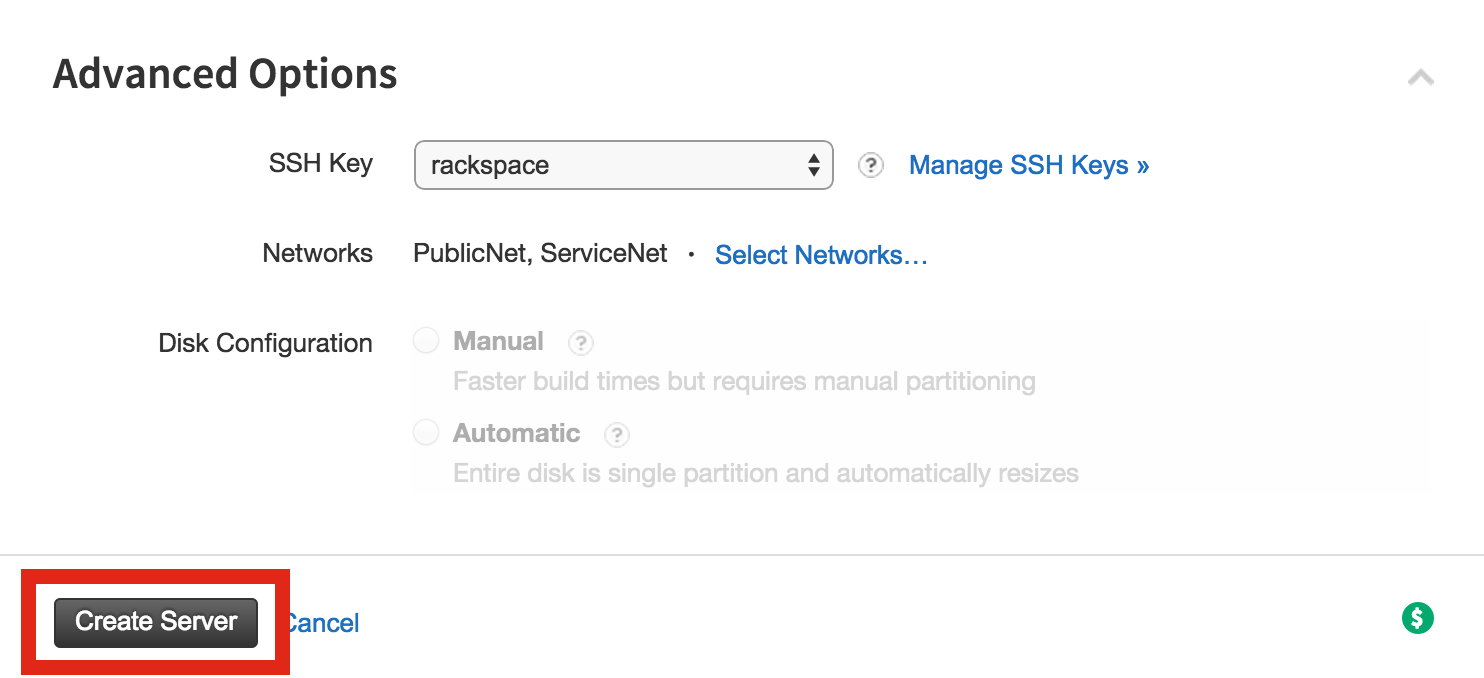 Advanced Options
SSH Key rackspace ? Manage SSH Keys »
Networks PublicNet, ServiceNet · Select Networks…
Disk Configuration Manual ?
Faster build times but requires manual partitioning
Automatic ?
Entire disk is single partition and automatically resizes
Create Server Cancel $